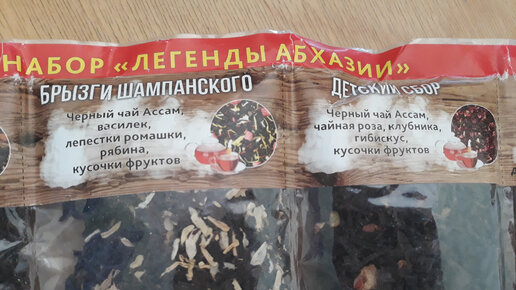 НАБОР «ЛЕГЕНДЫ АБХАЗИИ»
БРЫЗГИ ШАМПАНСКОГО
Черный чай Ассам,
василек,
лепестки ромашки,
рябина,
кусочки фруктов
ДЕТСКИЙ СБОР
Черный чай Ассам,
чайная роза, клубника,
гибискус,
кусочки фруктов